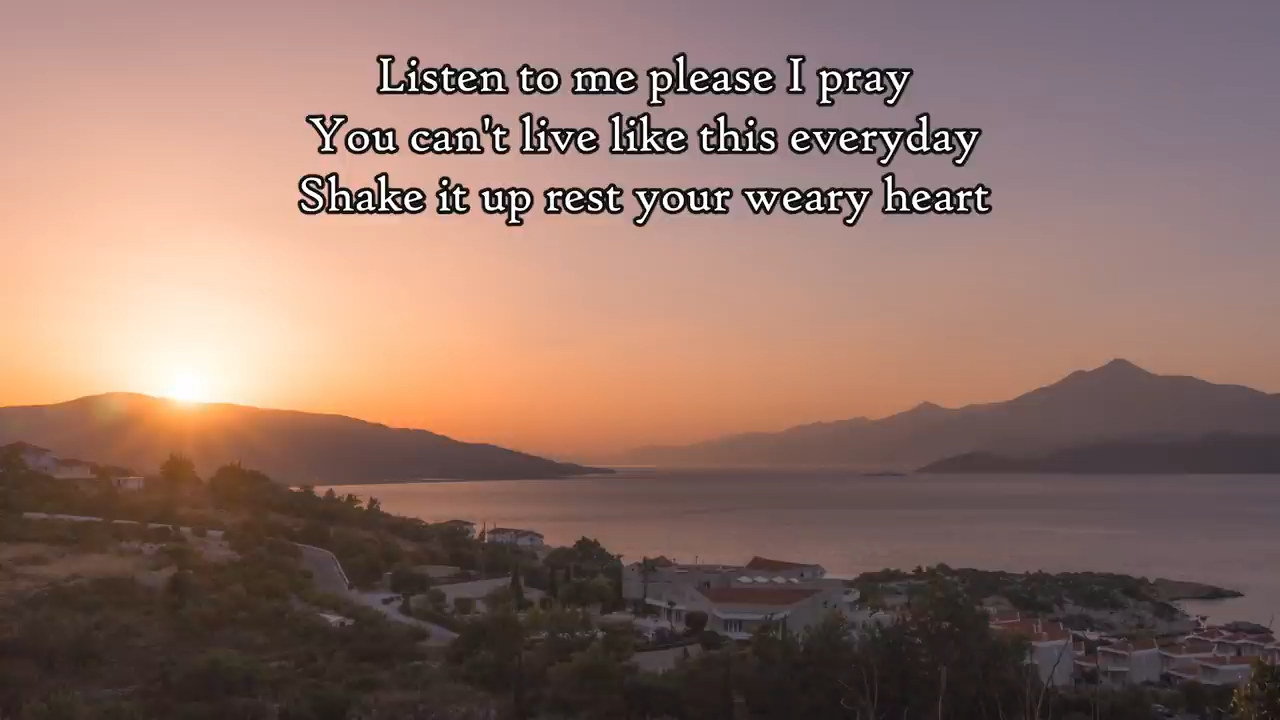 Listen to me please I pray
You can't live like this everyday
Shake it up rest your weary heart